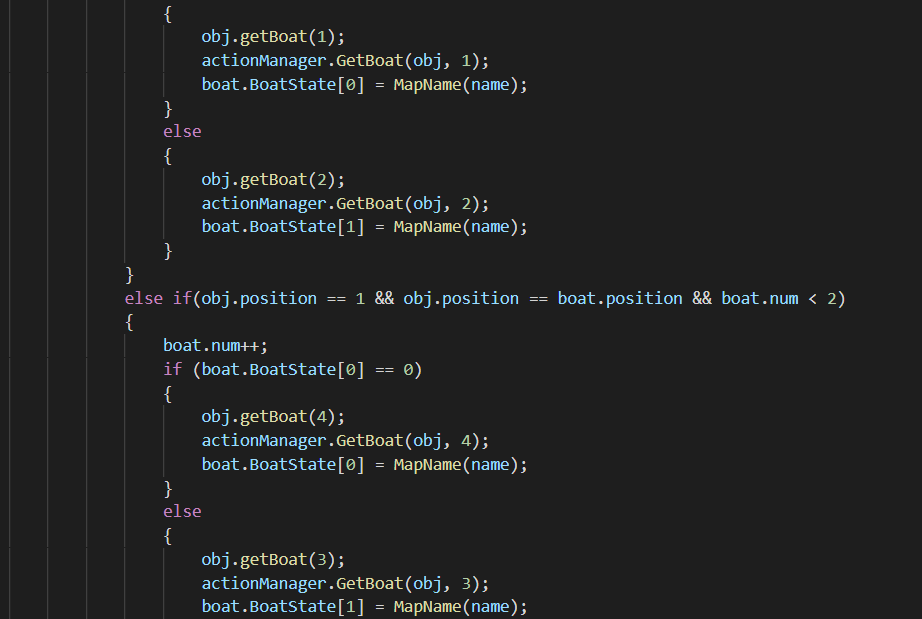 {
obj.getBoat(1);
actionManager.GetBoat(obj, 1);
boat.BoatState[0] = MapName(name);
}
else
{
obj.getBoat(2);
actionManager.GetBoat(obj, 2);
boat.BoatState[1] = MapName(name);
}
}
else if(obj.position == 1 && obj.position == boat.position && boat.num < 2)
{
boat.num++;
if (boat.BoatState[0] == 0)
{
obj.getBoat(4);
actionManager.GetBoat(obj, 4);
boat.BoatState[0] = MapName(name);
}
else
{
obj.getBoat(3);
actionManager.GetBoat(obj, 3);
boat.BoatState[1] = MapName(name);